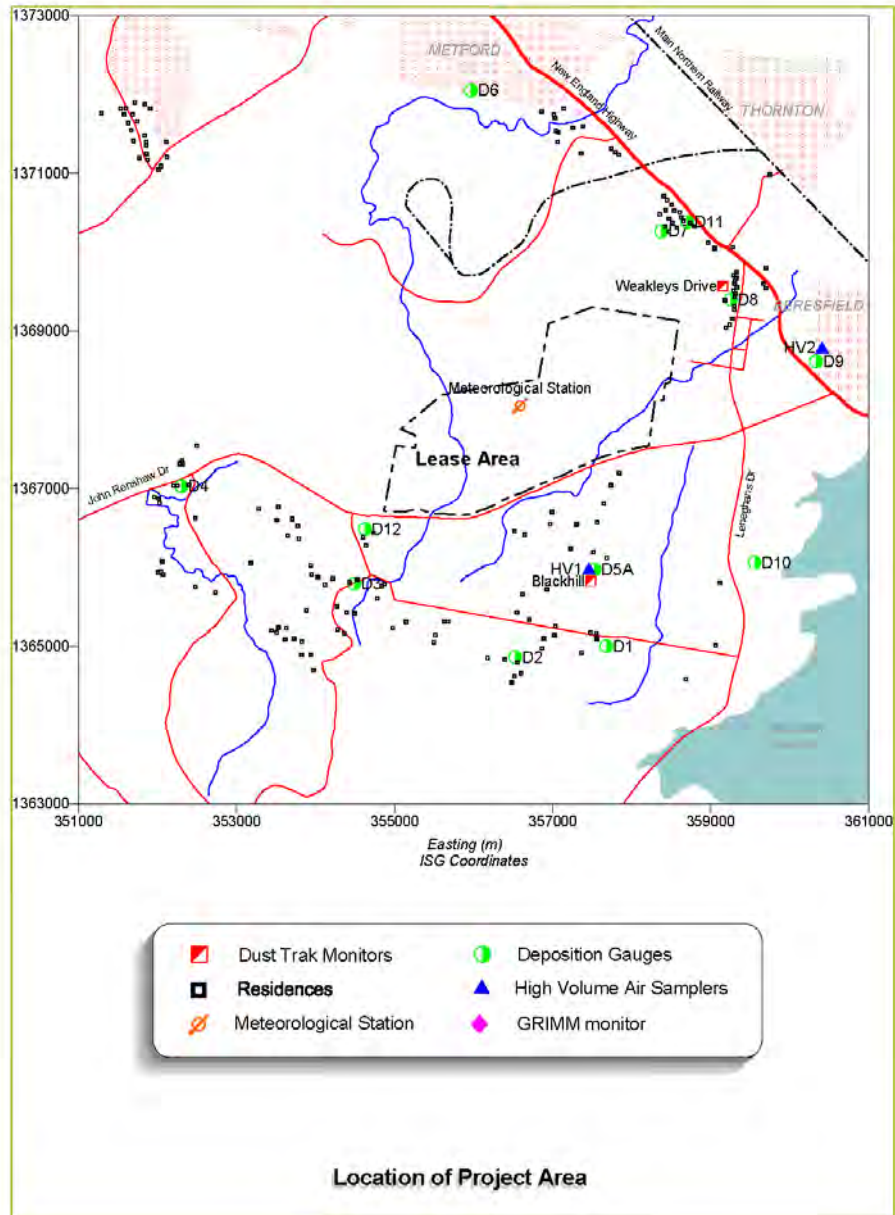 1373000
METFORD
New England Highway
Main Northern Railway
D6
THORNTON
1371000
D11
D7
Weakleys Drive
D8
BERESFIELD
1369000
HV2
D9
Meteorological Station
Lease Area
1367000
John Renshaw Dr
D4
Lenaghans Dr
D12
D10
HV1
D5A
Blackhill
D3
1365000
D2
D1
1363000
351000
353000
355000
357000
359000
361000
Easting (m)
ISG Coordinates
Dust Trak Monitors
Deposition Gauges
Residences
High Volume Air Samplers
Meteorological Station
GRIMM monitor
Location of Project Area